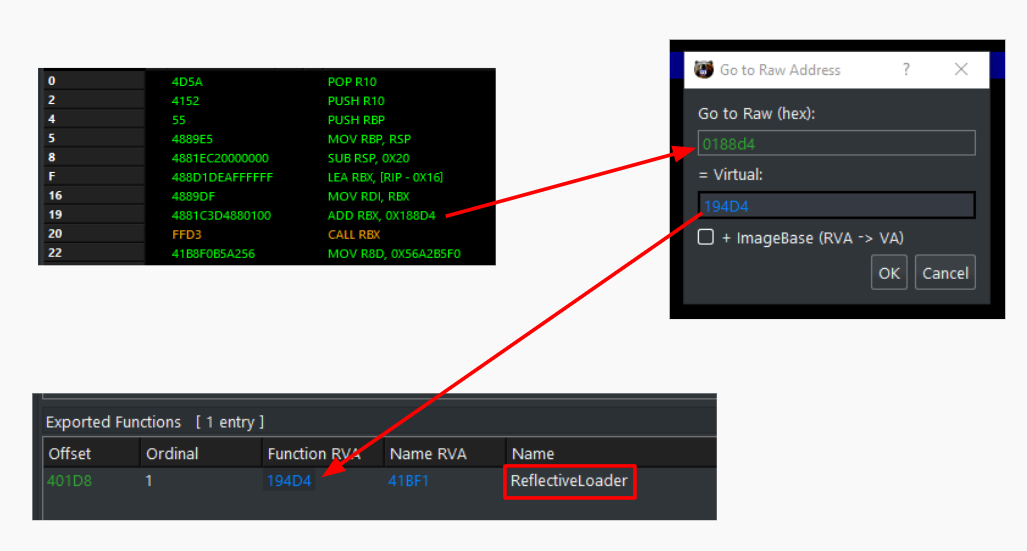 0 4D5A POP R10
2 4152 PUSH R10
4 55 PUSH RBP
5 4889E5 MOV RBP, RSP
8 4881EC20000000 SUB RSP, 0X20
F 488D1DEAFFFFFF LEA RBX, [RIP - 0X16]
16 4889DF MOV RDI, RBX
19 4881C3D4880100 ADD RBX, 0X188D4
20 FFD3 CALL RBX
22 41B8F0B5A256 MOV R8D, 0X56A2B5F0
Go to Raw Address ?
Go to Raw (hex):
0188d4
= Virtual:
194D4
+ ImageBase (RVA -> VA)
OK Cancel
Exported Functions [ 1 entry ]
Offset Ordinal Function RVA Name RVA Name
401D8 1 194D4 41BF1 ReflectiveLoader